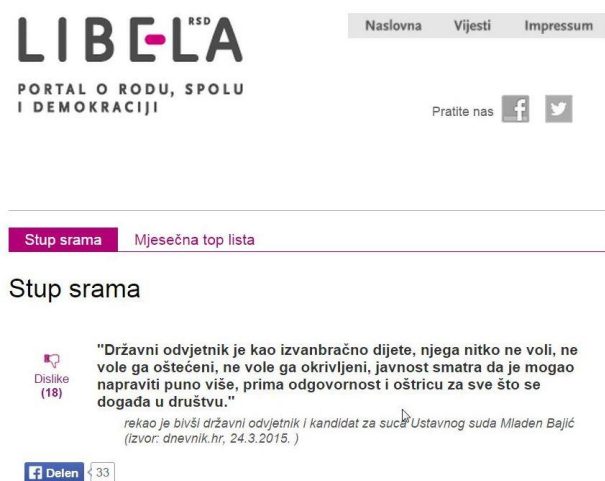 LIBELA
RSD
Naslovna Vijesti Impressum
PORTAL O RODU, SPOLU
I DEMOKRACIJI
Pratite nas
Stup srama Mjesečna top lista
Stup srama
"Državni odvjetnik je kao izvanbračno dijete, njega nitko ne voli, ne
vole ga oštećeni, ne vole ga okrivljeni, javnost smatra da je mogao
napraviti puno više, prima odgovornost i oštricu za sve što se
događa u društvu."
Dislike
(18)
rekao je bivši državni odvjetnik i kandidat za suca Ustavnog suda Mladen Bajić
(izvor: dnevnik.hr, 24.3.2015. )
Delen 33